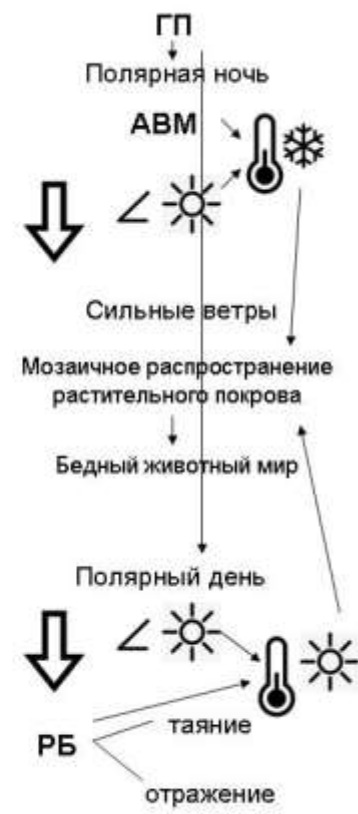 ГП
Полярная ночь
АВМ
Сильные ветры
Мозаичное распространение
растительного покрова
Бедный животный мир
Полярный день
РБ
таяние
отражение